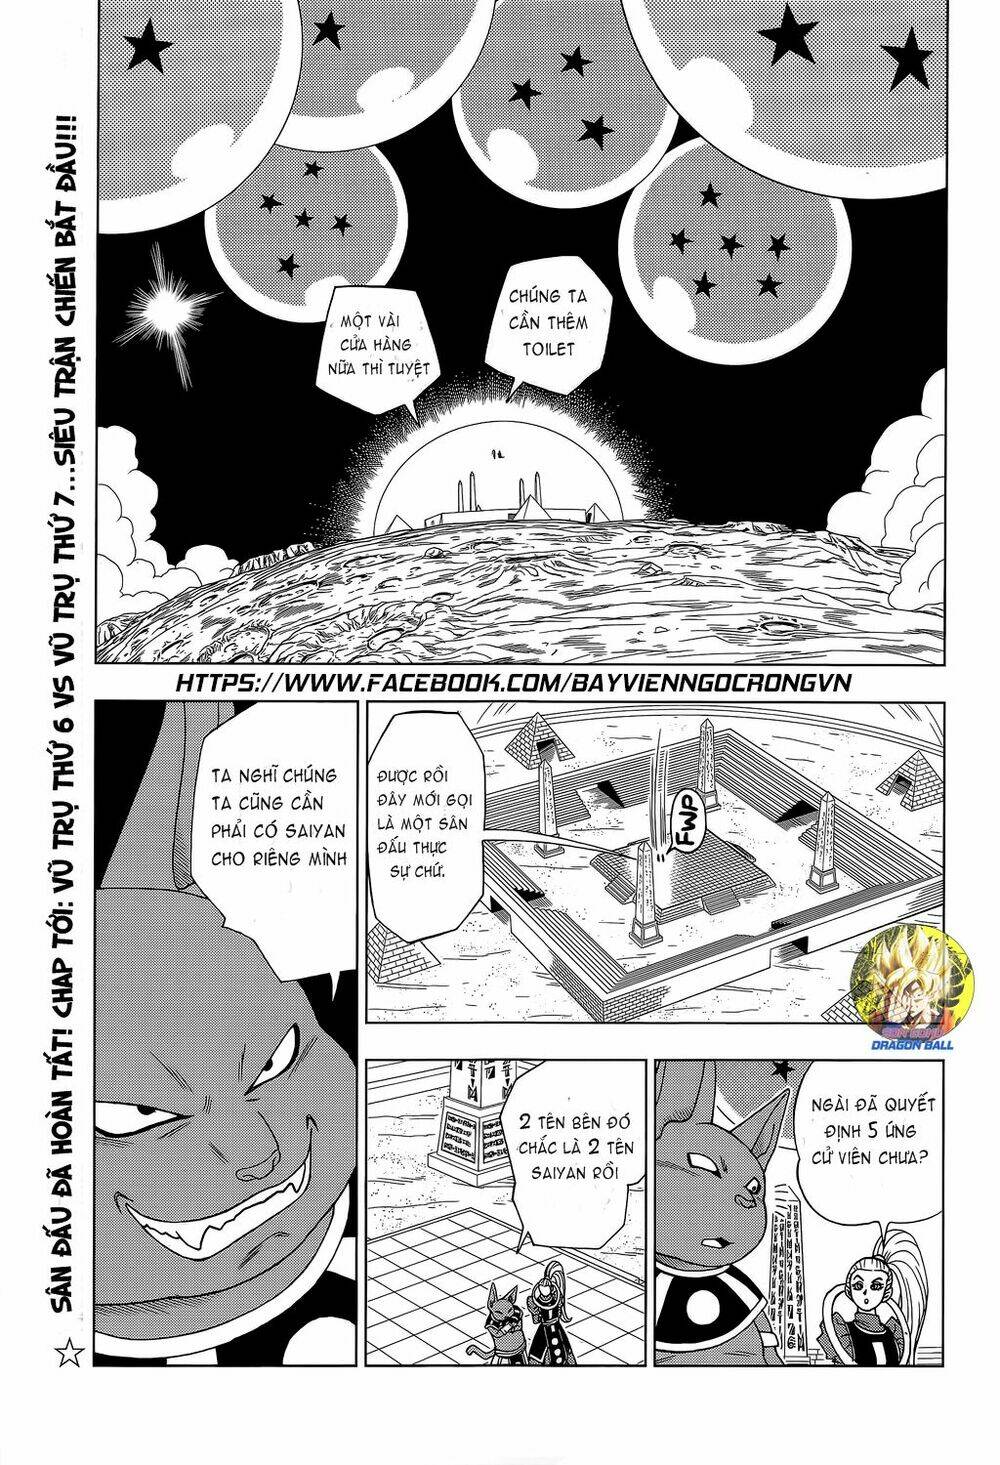 CHÚNG TA
CẦN THÊM
TOILET
MỘT VÀI
CỬA HÀNG
NỮA THÌ TUYỆT
HTTPS://WWW.FACEBOOK.COM/BAYVIENNGOCRONGVN
ĐƯỢC RỒI
ĐÂY MỚI GỌI
LÀ MỘT SÂN
ĐẤU THỰC
SỰ CHỨ.
FWP
TA NGHĨ CHÚNG
TA CŨNG CẦN
PHẢI CÓ SAIYAN
CHO RIÊNG MÌNH
SON GOKU
DRAGON BALL
NGÀI ĐÃ QUYẾT
ĐỊNH 5 ỨNG
CỬ VIÊN CHƯA?
2 TÊN BÊN ĐÓ
CHẮC LÀ 2 TÊN
SAIYAN RỒI
☆ SÂN ĐẤU ĐÃ HOÀN TẤT! CHAP TỚI: VŨ TRỤ THỨ 6 VS VŨ TRỤ THỨ 7...SIÊU TRẬN CHIẾN BẮT ĐẦU!!!